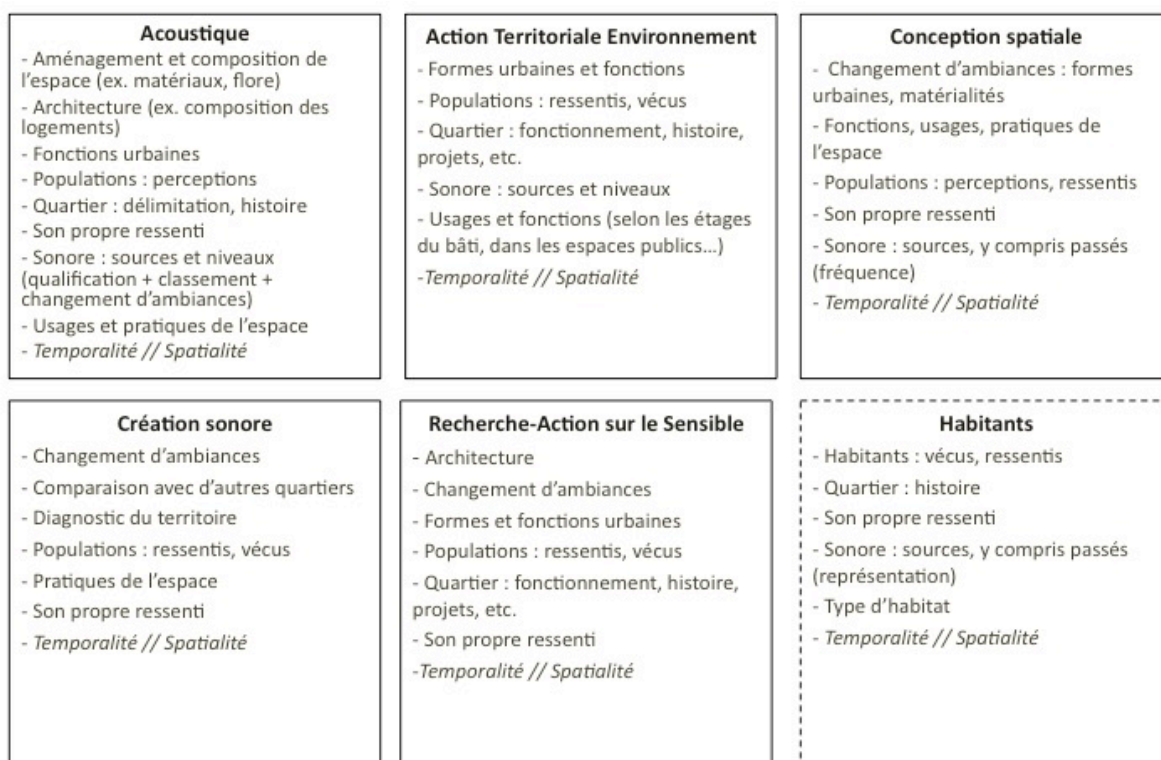 Acoustique
- Aménagement et composition de
l'espace (ex. matériaux, flore)
- Architecture (ex. composition des
logements)
- Fonctions urbaines
- Populations : perceptions
- Quartier : délimitation, histoire
- Son propre ressenti
- Sonore : sources et niveaux
(qualification + classement +
changement d'ambiances)
- Usages et pratiques de l'espace
- Temporalité // Spatialité
Action Territoriale Environnement
- Formes urbaines et fonctions
- Populations : ressentis, vécus
- Quartier : fonctionnement, histoire,
projets, etc.
- Sonore : sources et niveaux
- Usages et fonctions (selon les étages
du bâti, dans les espaces publics...)
-Temporalité // Spatialité
Conception spatiale
- Changement d'ambiances : formes
urbaines, matérialités
- Fonctions, usages, pratiques de
l'espace
- Populations : perceptions, ressentis
- Son propre ressenti
- Sonore : sources, y compris passés
(fréquence)
- Temporalité // Spatialité
Création sonore
- Changement d'ambiances
- Comparaison avec d'autres quartiers
- Diagnostic du territoire
- Populations : ressentis, vécus
- Pratiques de l'espace
- Son propre ressenti
- Temporalité // Spatialité
Recherche-Action sur le Sensible
- Architecture
- Changement d'ambiances
- Formes et fonctions urbaines
- Populations : ressentis, vécus
- Quartier : fonctionnement, histoire,
projets, etc.
- Son propre ressenti
-Temporalité // Spatialité
Habitants
- Habitants : vécus, ressentis
- Quartier : histoire
- Son propre ressenti
- Sonore : sources, y compris passés
(représentation)
- Type d'habitat
- Temporalité // Spatialité